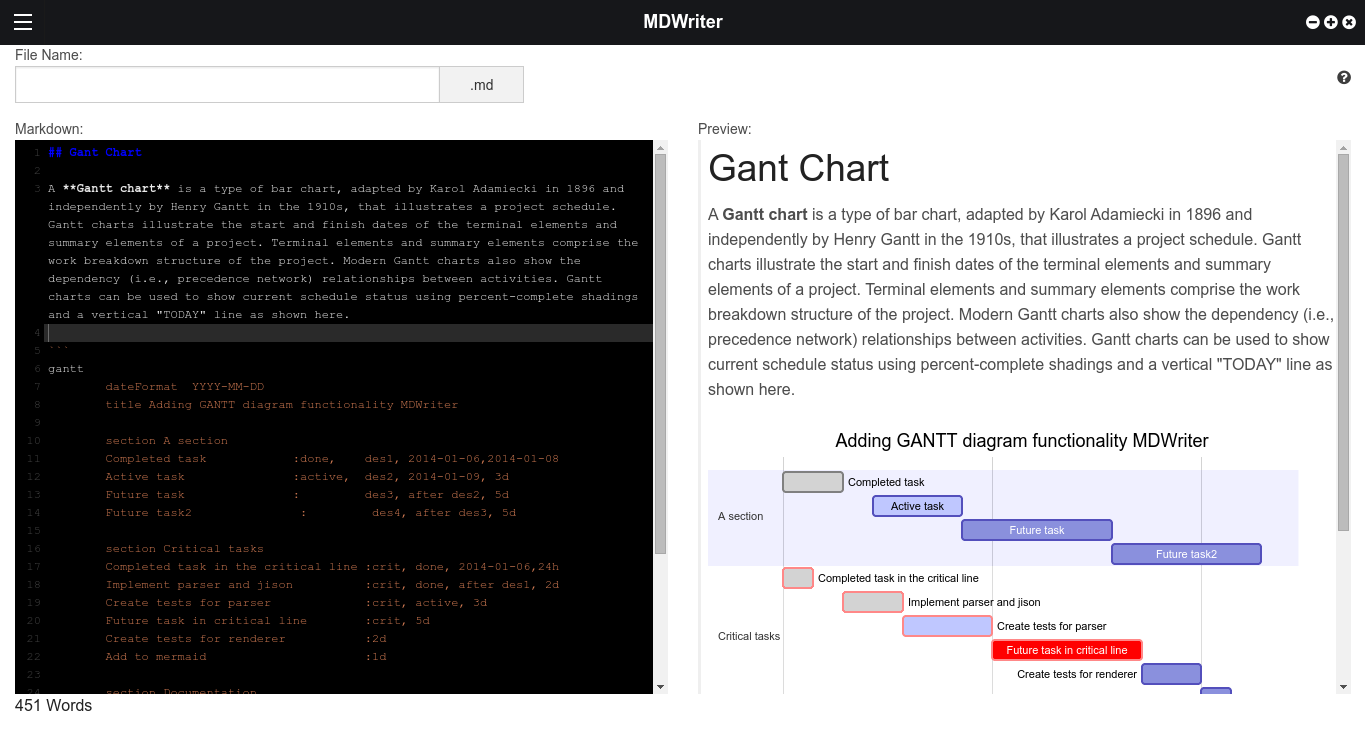 MDWriter
File Name:
.md
Markdown:
1 ## Gant Chart
2
3 A **Gantt chart** is a type of bar chart, adapted by Karol Adamiecki in 1896 and
independently by Henry Gantt in the 1910s, that illustrates a project schedule.
Gantt charts illustrate the start and finish dates of the terminal elements and
summary elements of a project. Terminal elements and summary elements comprise the
work breakdown structure of the project. Modern Gantt charts also show the
dependency (i.e., precedence network) relationships between activities. Gantt
charts can be used to show current schedule status using percent-complete shadings
and a vertical "TODAY" line as shown here.
4
5 ```
6 gantt
7 dateFormat  YYYY-MM-DD
8 title Adding GANTT diagram functionality MDWriter
9
10 section A section
11 Completed task            :done,    des1, 2014-01-06,2014-01-08
12 Active task               :active,  des2, 2014-01-09, 3d
13 Future task               :         des3, after des2, 5d
14 Future task2               :         des4, after des3, 5d
15
16 section Critical tasks
17 Completed task in the critical line :crit, done, 2014-01-06,24h
18 Implement parser and jison          :crit, done, after des1, 2d
19 Create tests for parser             :crit, active, 3d
20 Future task in critical line        :crit, 5d
21 Create tests for renderer           :2d
22 Add to mermaid                      :1d
23
24 section Documentation
451 Words
Preview:
Gant Chart
A Gantt chart is a type of bar chart, adapted by Karol Adamiecki in 1896 and
independently by Henry Gantt in the 1910s, that illustrates a project schedule. Gantt
charts illustrate the start and finish dates of the terminal elements and summary
elements of a project. Terminal elements and summary elements comprise the work
breakdown structure of the project. Modern Gantt charts also show the dependency (i.e.,
precedence network) relationships between activities. Gantt charts can be used to show
current schedule status using percent-complete shadings and a vertical "TODAY" line as
shown here.
Adding GANTT diagram functionality MDWriter
Completed task
Active task
A section
Future task
Future task2
Completed task in the critical line
Implement parser and jison
Create tests for parser
Critical tasks
Future task in critical line
Create tests for renderer